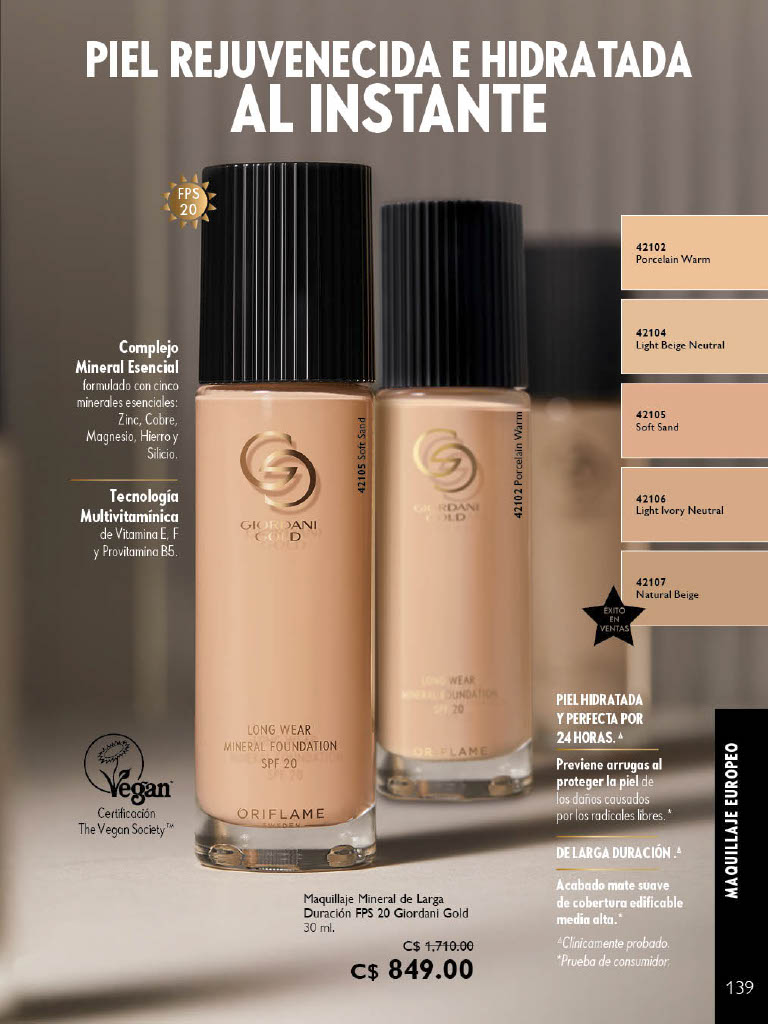 PIEL REJUVENECIDA E HIDRATADA
AL INSTANTE
FPS
20
42102
Porcelain Warm
42104
Light Beige Neutral
42105
Soft Sand
42106
Light Ivory Neutral
42107
Natural Beige
ÉXITO
EN
VENTAS
Complejo
Mineral Esencial
formulado con cinco
minerales esenciales:
Zinc, Cobre,
Magnesio, Hierro y
Silicio.
Tecnología
Multivitamínica
de Vitamina E, F
y Provitamina B5.
42105 Soft Sand
GIORDANI
GOLD
LONG WEAR
MINERAL FOUNDATION
SPF 20
ORIFLAME
SWEDEN
42102 Porcelain Warm
GIORDANI
GOLD
LONG WEAR
MINERAL FOUNDATION
SPF 20
ORIFLAME
Vegan
Certificación
The Vegan Society™
PIEL HIDRATADA
Y PERFECTA POR
24 HORAS.Δ
Previene arrugas al
proteger la piel de
los daños causados
por los radicales libres.*
DE LARGA DURACIÓN.Δ
Acabado mate suave
de cobertura edificable
media alta.*
ΔClínicamente probado.
*Prueba de consumidor.
Maquillaje Mineral de Larga
Duración FPS 20 Giordani Gold
30 ml.
C$ 1,710.00
C$ 849.00
MAQUILLAJE EUROPEO
139